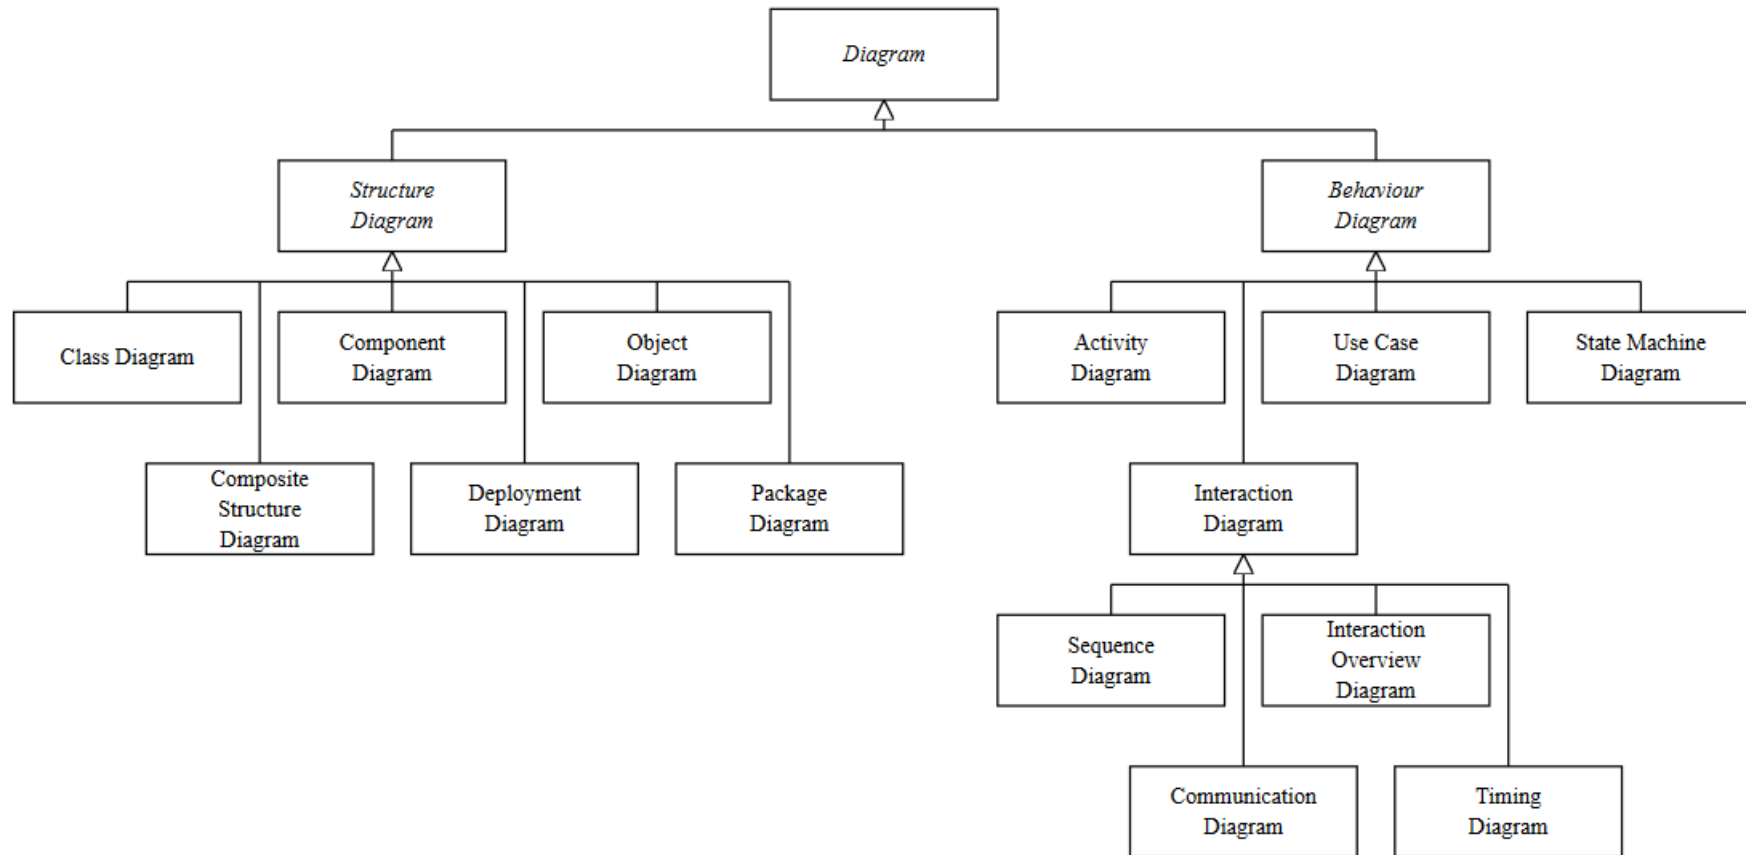 Diagram
Structure
Diagram
Behaviour
Diagram
Class Diagram
Component
Diagram
Object
Diagram
Activity
Diagram
Use Case
Diagram
State Machine
Diagram
Composite
Structure
Diagram
Deployment
Diagram
Package
Diagram
Interaction
Diagram
Sequence
Diagram
Interaction
Overview
Diagram
Communication
Diagram
Timing
Diagram